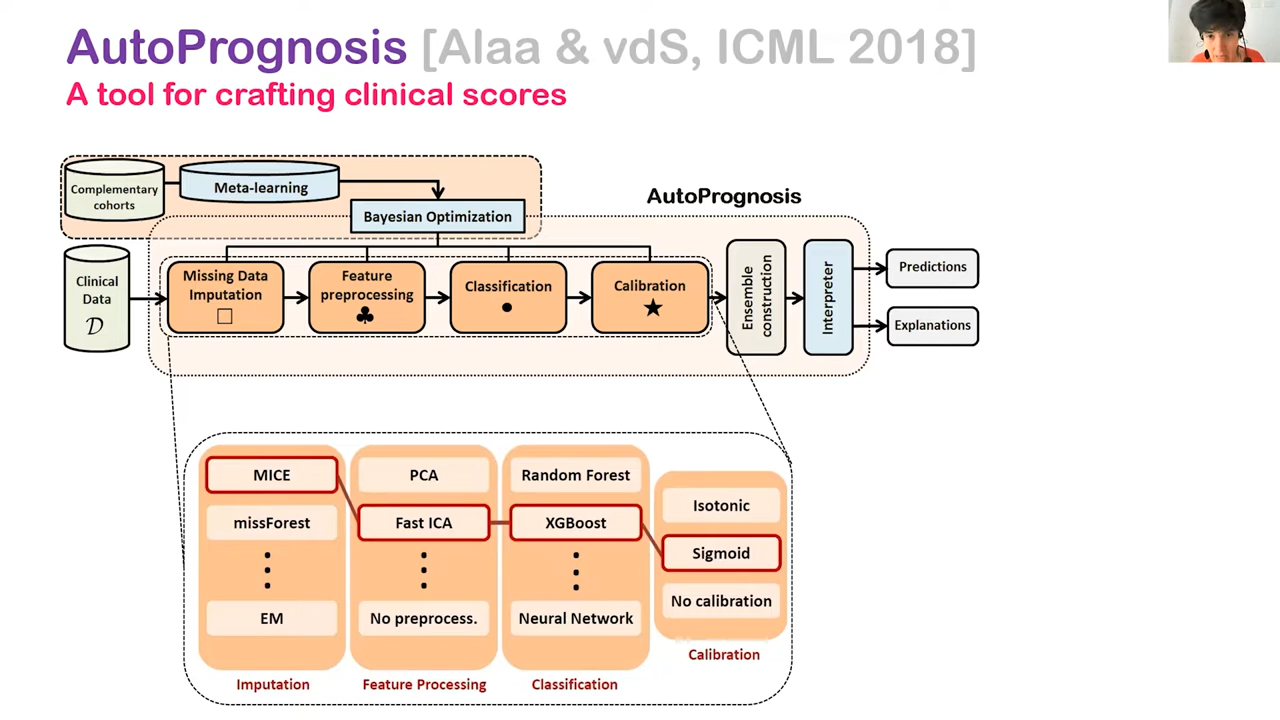 AutoPrognosis [Alaa & vdS, ICML 2018]
A tool for crafting clinical scores
Complementary
cohorts
Meta-learning
Bayesian Optimization
AutoPrognosis
Clinical
Data
𝒟
Missing Data
Imputation
□
Feature
preprocessing
♣
Classification
●
Calibration
★
Ensemble
construction
Interpreter
Predictions
Explanations
MICE
missForest
EM
Imputation
PCA
Fast ICA
No preprocess.
Feature Processing
Random Forest
XGBoost
Neural Network
Classification
Isotonic
Sigmoid
No calibration
Calibration